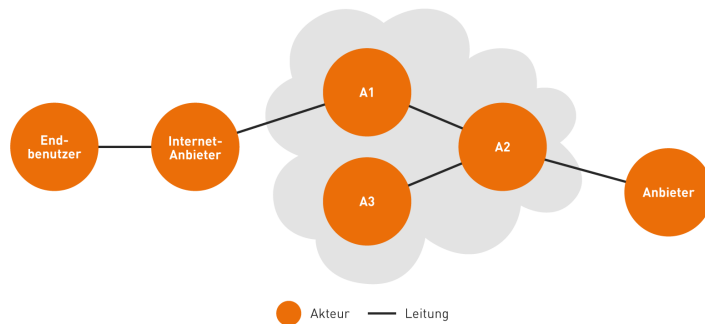 End-
benutzer
Internet-
Anbieter
A1
A2
A3
Anbieter
Akteur
Leitung